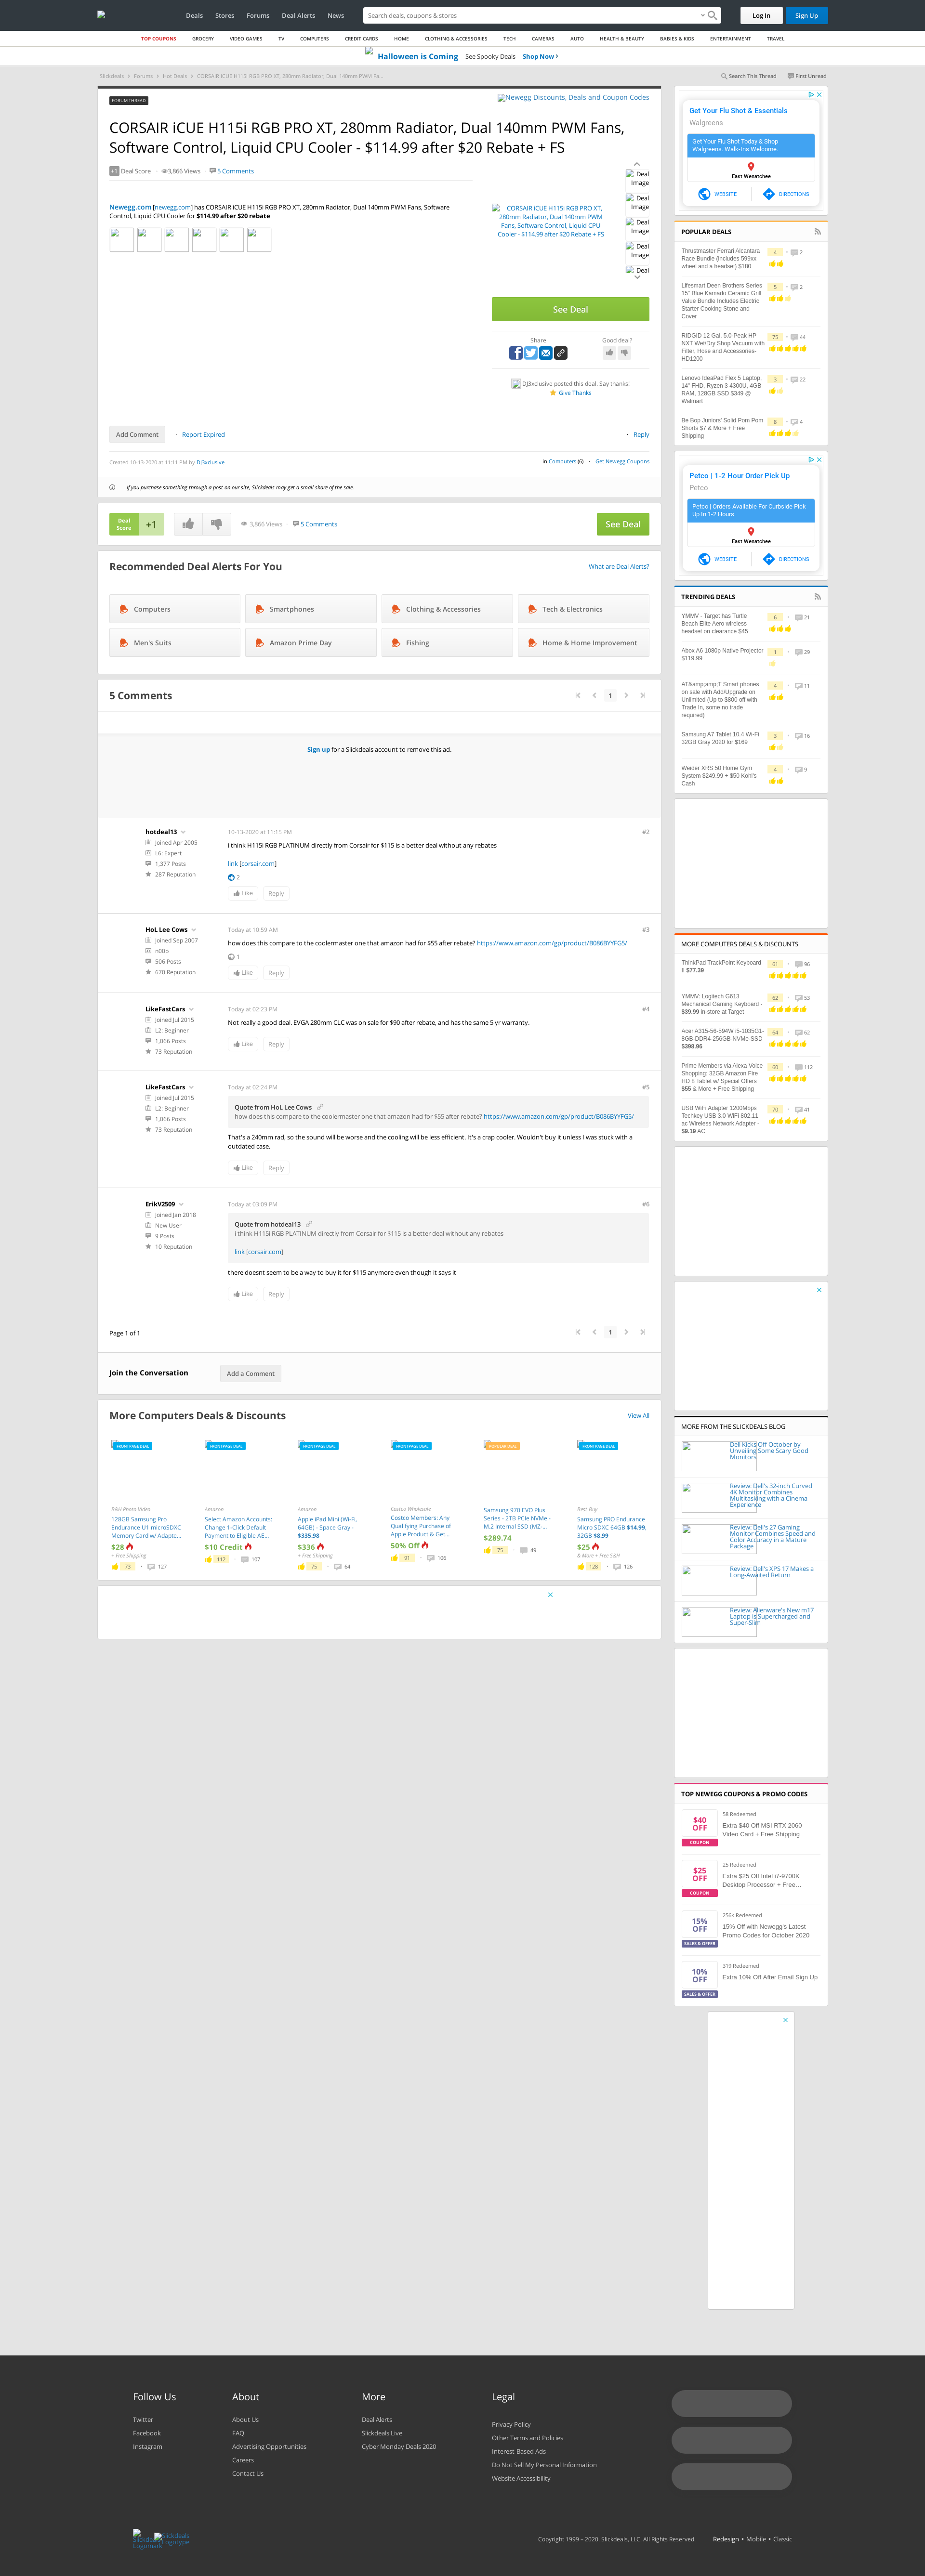 Deals Stores Forums Deal Alerts News
Search deals, coupons & stores
Log In Sign Up
TOP COUPONS GROCERY VIDEO GAMES TV COMPUTERS CREDIT CARDS HOME CLOTHING & ACCESSORIES TECH CAMERAS AUTO HEALTH & BEAUTY BABIES & KIDS ENTERTAINMENT TRAVEL
Halloween is Coming See Spooky Deals Shop Now ›
Slickdeals › Forums › Hot Deals › CORSAIR iCUE H115i RGB PRO XT, 280mm Radiator, Dual 140mm PWM Fa...
Search This Thread First Unread
FORUM THREAD
Newegg Discounts, Deals and Coupon Codes
CORSAIR iCUE H115i RGB PRO XT, 280mm Radiator, Dual 140mm PWM Fans,
Software Control, Liquid CPU Cooler - $114.99 after $20 Rebate + FS
+1 Deal Score 3,866 Views 5 Comments
Newegg.com [newegg.com] has CORSAIR iCUE H115i RGB PRO XT, 280mm Radiator, Dual 140mm PWM Fans, Software
Control, Liquid CPU Cooler for $114.99 after $20 rebate
CORSAIR iCUE H115i RGB PRO XT,
280mm Radiator, Dual 140mm PWM
Fans, Software Control, Liquid CPU
Cooler - $114.99 after $20 Rebate + FS
Deal
Image
Deal
Image
Deal
Image
Deal
Image
Deal
See Deal
Share Good deal?
DJ3xclusive posted this deal. Say thanks!
Give Thanks
Add Comment Report Expired Reply
Created 10-13-2020 at 11:11 PM by DJ3xclusive
in Computers (6) Get Newegg Coupons
If you purchase something through a post on our site, Slickdeals may get a small share of the sale.
Deal
Score
+1
3,866 Views 5 Comments
See Deal
Recommended Deal Alerts For You
What are Deal Alerts?
Computers Smartphones Clothing & Accessories Tech & Electronics
Men's Suits Amazon Prime Day Fishing Home & Home Improvement
5 Comments
1
Sign up for a Slickdeals account to remove this ad.
hotdeal13
Joined Apr 2005
L6: Expert
1,377 Posts
287 Reputation
10-13-2020 at 11:15 PM #2
i think H115i RGB PLATINUM directly from Corsair for $115 is a better deal without any rebates
link [corsair.com]
2
Like Reply
HoL Lee Cows
Joined Sep 2007
n00b
506 Posts
670 Reputation
Today at 10:59 AM #3
how does this compare to the coolermaster one that amazon had for $55 after rebate? https://www.amazon.com/gp/product/B086BYYFG5/
1
Like Reply
LikeFastCars
Joined Jul 2015
L2: Beginner
1,066 Posts
73 Reputation
Today at 02:23 PM #4
Not really a good deal. EVGA 280mm CLC was on sale for $90 after rebate, and has the same 5 yr warranty.
Like Reply
LikeFastCars
Joined Jul 2015
L2: Beginner
1,066 Posts
73 Reputation
Today at 02:24 PM #5
Quote from HoL Lee Cows
how does this compare to the coolermaster one that amazon had for $55 after rebate? https://www.amazon.com/gp/product/B086BYYFG5/
That's a 240mm rad, so the sound will be worse and the cooling will be less efficient. It's a crap cooler. Wouldn't buy it unless I was stuck with a
outdated case.
Like Reply
ErikV2509
Joined Jan 2018
New User
9 Posts
10 Reputation
Today at 03:09 PM #6
Quote from hotdeal13
i think H115i RGB PLATINUM directly from Corsair for $115 is a better deal without any rebates
link [corsair.com]
there doesnt seem to be a way to buy it for $115 anymore even though it says it
Like Reply
Page 1 of 1
1
Join the Conversation
Add a Comment
More Computers Deals & Discounts
View All
FRONTPAGE DEAL
B&H Photo Video
128GB Samsung Pro
Endurance U1 microSDXC
Memory Card w/ Adapte...
$28
+ Free Shipping
73 127
FRONTPAGE DEAL
Amazon
Select Amazon Accounts:
Change 1-Click Default
Payment to Eligible AE...
$10 Credit
112 107
FRONTPAGE DEAL
Amazon
Apple iPad Mini (Wi-Fi,
64GB) - Space Gray -
$335.98
$336
+ Free Shipping
75 64
FRONTPAGE DEAL
Costco Wholesale
Costco Members: Any
Qualifying Purchase of
Apple Product & Get...
50% Off
91 106
POPULAR DEAL
Samsung 970 EVO Plus
Series - 2TB PCIe NVMe -
M.2 Internal SSD (MZ-...
$289.74
75 49
FRONTPAGE DEAL
Best Buy
Samsung PRO Endurance
Micro SDXC 64GB $14.99,
32GB $8.99
$25
& More + Free S&H
128 126
Get Your Flu Shot & Essentials
Walgreens
Get Your Flu Shot Today & Shop
Walgreens. Walk-Ins Welcome.
East Wenatchee
WEBSITE DIRECTIONS
POPULAR DEALS
Thrustmaster Ferrari Alcantara
Race Bundle (includes 599xx
wheel and a headset) $180
4 2
Lifesmart Deen Brothers Series
15" Blue Kamado Ceramic Grill
Value Bundle Includes Electric
Starter Cooking Stone and
Cover
5 2
RIDGID 12 Gal. 5.0-Peak HP
NXT Wet/Dry Shop Vacuum with
Filter, Hose and Accessories-
HD1200
75 44
Lenovo IdeaPad Flex 5 Laptop,
14" FHD, Ryzen 3 4300U, 4GB
RAM, 128GB SSD $349 @
Walmart
3 22
Be Bop Juniors' Solid Pom Pom
Shorts $7 & More + Free
Shipping
8 4
Petco | 1-2 Hour Order Pick Up
Petco
Petco | Orders Available For Curbside Pick
Up In 1-2 Hours
East Wenatchee
WEBSITE DIRECTIONS
TRENDING DEALS
YMMV - Target has Turtle
Beach Elite Aero wireless
headset on clearance $45
6 21
Abox A6 1080p Native Projector
$119.99
1 29
AT&amp;amp;T Smart phones
on sale with Add/Upgrade on
Unlimited (Up to $800 off with
Trade In, some no trade
required)
4 11
Samsung A7 Tablet 10.4 Wi-Fi
32GB Gray 2020 for $169
3 16
Weider XRS 50 Home Gym
System $249.99 + $50 Kohl's
Cash
4 9
MORE COMPUTERS DEALS & DISCOUNTS
ThinkPad TrackPoint Keyboard
II $77.39
61 96
YMMV: Logitech G613
Mechanical Gaming Keyboard -
$39.99 in-store at Target
62 53
Acer A315-56-594W i5-1035G1-
8GB-DDR4-256GB-NVMe-SSD
$398.96
64 62
Prime Members via Alexa Voice
Shopping: 32GB Amazon Fire
HD 8 Tablet w/ Special Offers
$55 & More + Free Shipping
60 112
USB WiFi Adapter 1200Mbps
Techkey USB 3.0 WiFi 802.11
ac Wireless Network Adapter -
$9.19 AC
70 41
MORE FROM THE SLICKDEALS BLOG
Dell Kicks Off October by
Unveiling Some Scary Good
Monitors
Review: Dell's 32-inch Curved
4K Monitor Combines
Multitasking with a Cinema
Experience
Review: Dell's 27 Gaming
Monitor Combines Speed and
Color Accuracy in a Mature
Package
Review: Dell's XPS 17 Makes a
Long-Awaited Return
Review: Alienware's New m17
Laptop is Supercharged and
Super-Slim
TOP NEWEGG COUPONS & PROMO CODES
$40
OFF
COUPON
58 Redeemed
Extra $40 Off MSI RTX 2060
Video Card + Free Shipping
$25
OFF
COUPON
25 Redeemed
Extra $25 Off Intel i7-9700K
Desktop Processor + Free...
15%
OFF
SALES & OFFER
256k Redeemed
15% Off with Newegg's Latest
Promo Codes for October 2020
10%
OFF
SALES & OFFER
319 Redeemed
Extra 10% Off After Email Sign Up
Follow Us
Twitter
Facebook
Instagram
About
About Us
FAQ
Advertising Opportunities
Careers
Contact Us
More
Deal Alerts
Slickdeals Live
Cyber Monday Deals 2020
Legal
Privacy Policy
Other Terms and Policies
Interest-Based Ads
Do Not Sell My Personal Information
Website Accessibility
Slickdeals Logomark
Slickdeals Logotype
Copyright 1999 – 2020. Slickdeals, LLC. All Rights Reserved. Redesign • Mobile • Classic